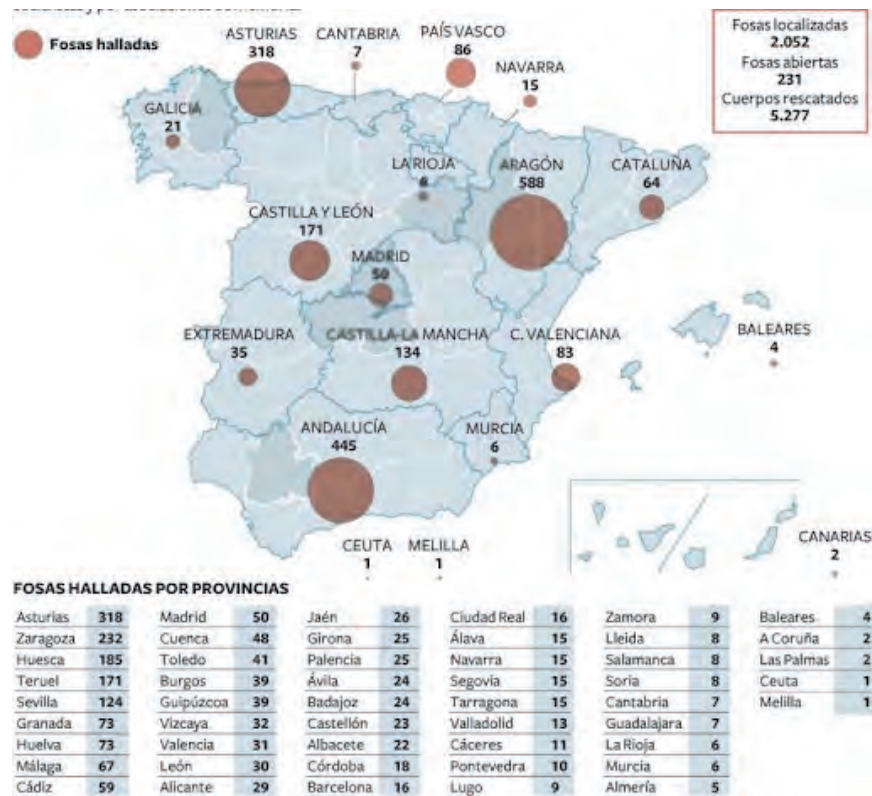 Fosas halladas
ASTURIAS
318
CANTABRIA
7
PAÍS VASCO
86
NAVARRA
15
Fosas localizadas
2.052
Fosas abiertas
231
Cuerpos rescatados
5.277
GALICIA
21
LA RIOJA
6
ARAGÓN
588
CATALUÑA
64
CASTILLA Y LEÓN
171
MADRID
50
EXTREMADURA
35
CASTILLA-LA MANCHA
134
C. VALENCIANA
83
BALEARES
4
ANDALUCÍA
445
MURCIA
6
CEUTA
1
MELILLA
1
CANARIAS
2
FOSAS HALLADAS POR PROVINCIAS
Asturias 318 Madrid 50 Jaén 26 Ciudad Real 16 Zamora 9 Baleares 4
Zaragoza 232 Cuenca 48 Girona 25 Álava 15 Lleida 8 A Coruña 2
Huesca 185 Toledo 41 Palencia 25 Navarra 15 Salamanca 8 Las Palmas 2
Teruel 171 Burgos 39 Ávila 24 Segovia 15 Soria 8 Ceuta 1
Sevilla 124 Guipúzcoa 39 Badajoz 24 Tarragona 15 Cantabria 7 Melilla 1
Granada 73 Vizcaya 32 Castellón 23 Valladolid 13 Guadalajara 7
Huelva 73 Valencia 31 Albacete 22 Cáceres 11 La Rioja 6
Málaga 67 León 30 Córdoba 18 Pontevedra 10 Murcia 6
Cádiz 59 Alicante 29 Barcelona 16 Lugo 9 Almería 5